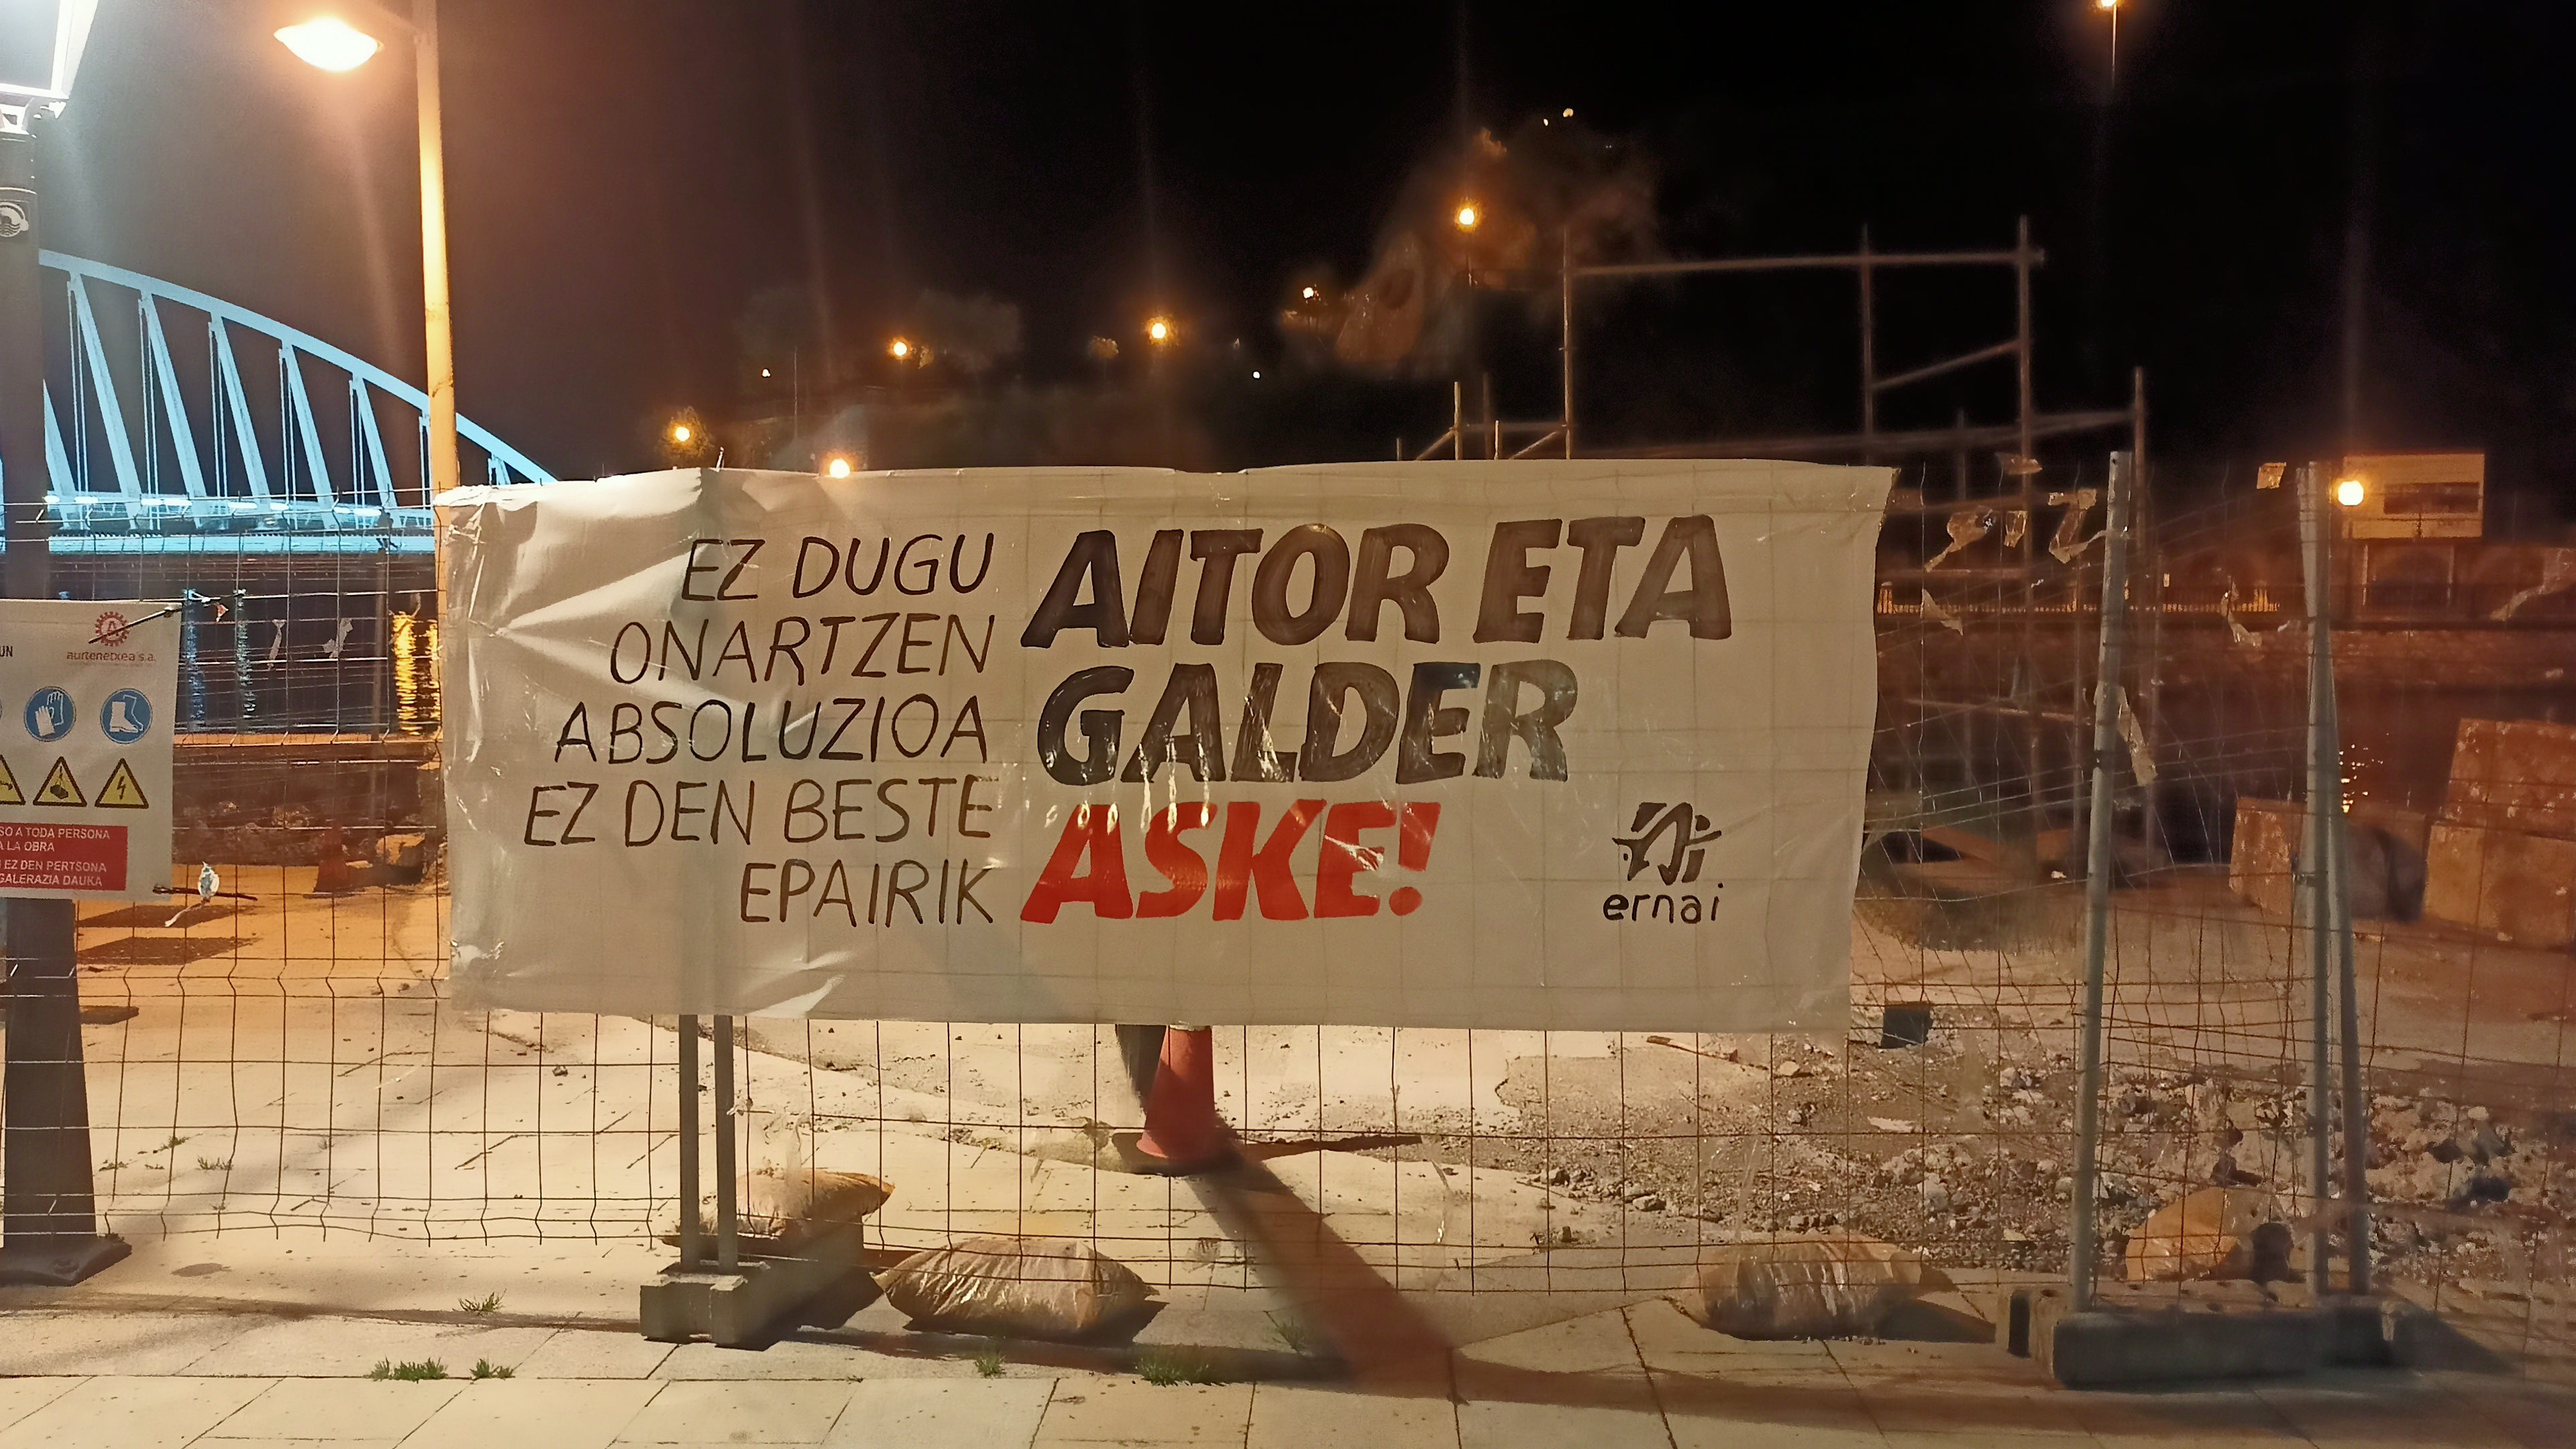 EZ DUGU
ONARTZEN
ABSOLUZIOA
EZ DEN BESTE
EPAIRIK
AITOR ETA
GALDER
ASKE!
ernai
aurtenetxea s.a.
SO A TODA PERSONA
A LA OBRA
EZ DEN PERTSONA
GALERAZIA DAUKA